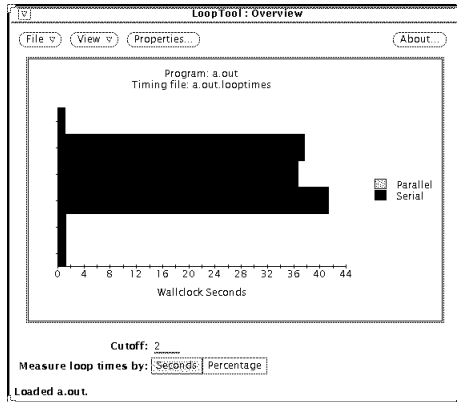 LoopTool : Overview
File View Properties... About...
Program: a.out
Timing file: a.out.looptimes
Parallel
Serial
0 4 8 12 16 20 24 28 32 36 40 44
Wallclock Seconds
Cutoff: 2
Measure loop times by: Seconds Percentage
Loaded a.out.